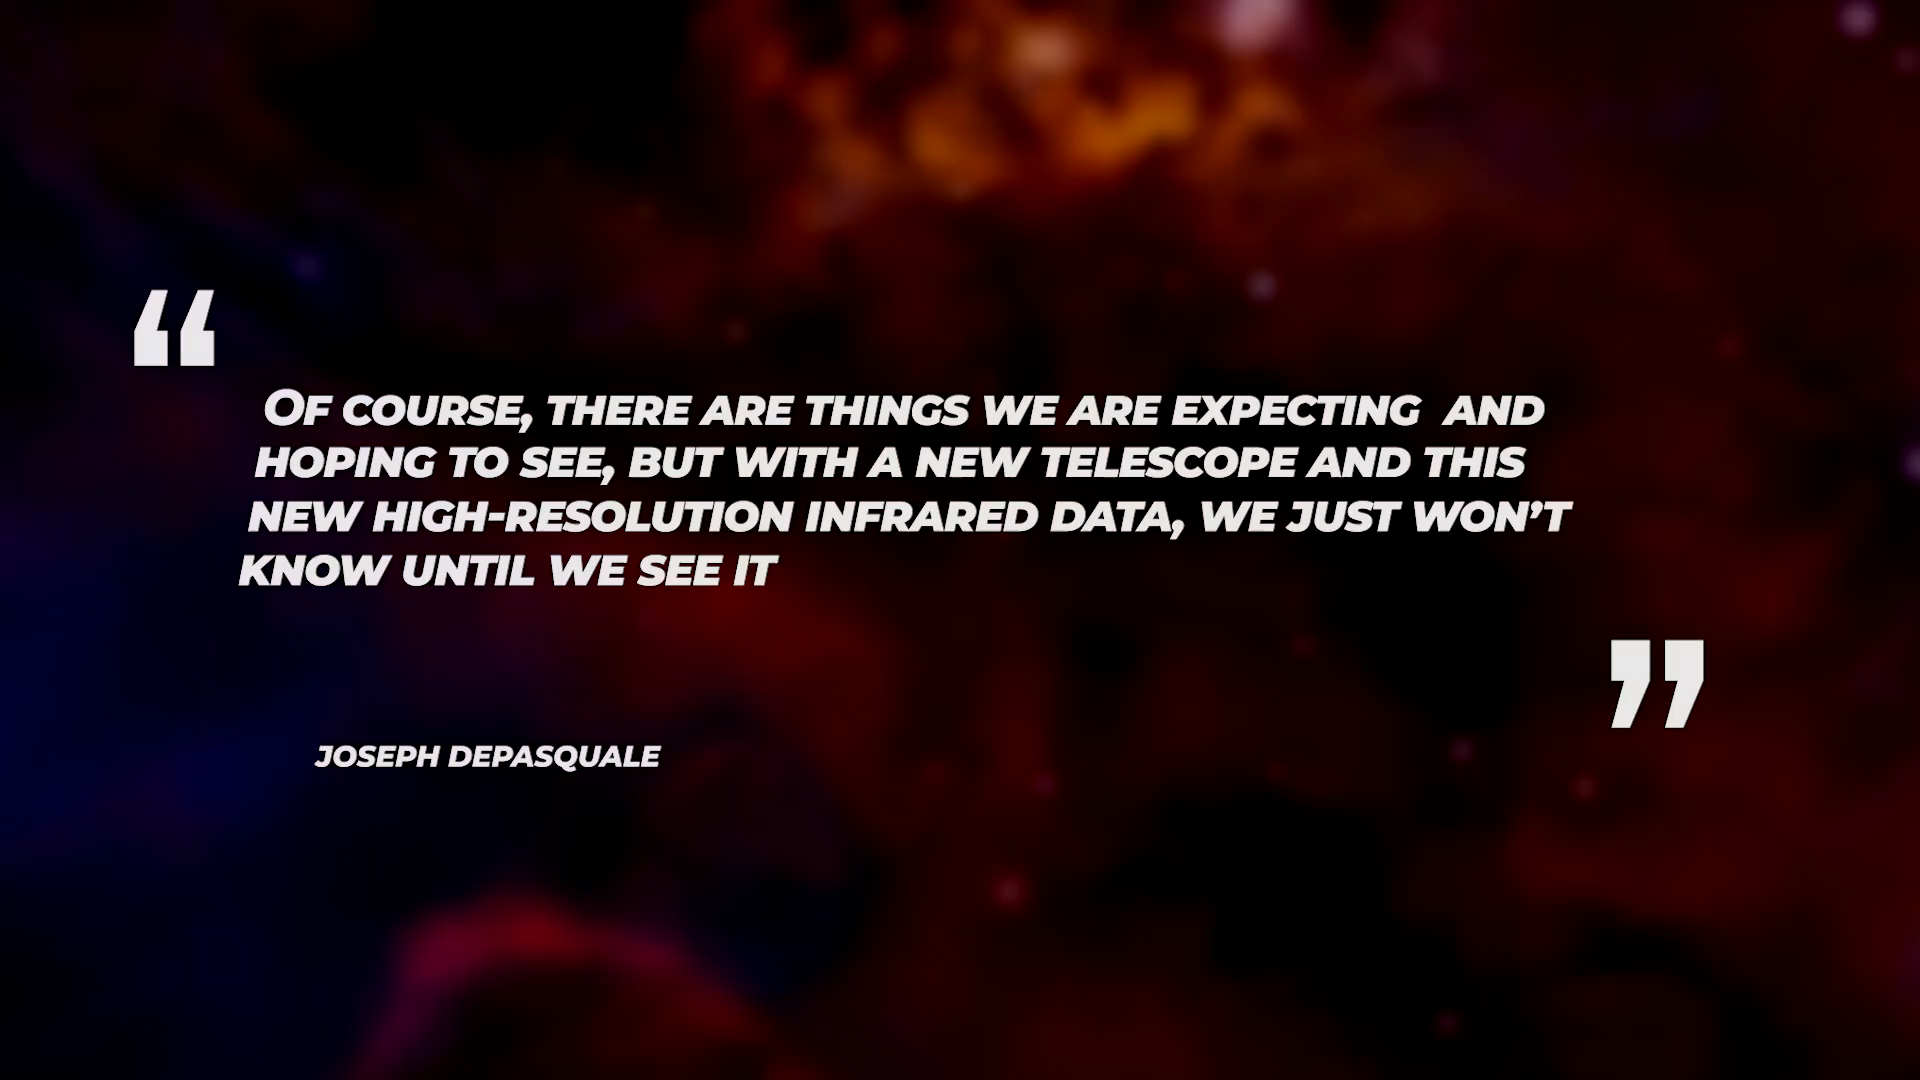 “
OF COURSE, THERE ARE THINGS WE ARE EXPECTING  AND
HOPING TO SEE, BUT WITH A NEW TELESCOPE AND THIS
NEW HIGH-RESOLUTION INFRARED DATA, WE JUST WON’T
KNOW UNTIL WE SEE IT
”
JOSEPH DEPASQUALE